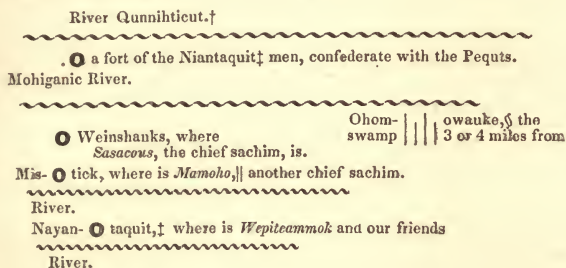 River Qunnihticut.†
. O a fort of the Niantaquit‡ men, confederate with the Pequts.
Mohiganic River.
Ohom- |||| owauke,§ the
O Weinshanks, where swamp |||| 3 or 4 miles from
Sasacous, the chief sachim, is.
Mis- O tick, where is Mamoho,|| another chief sachim.
River.
Nayan- O taquit,‡ where is Wepiteammok and our friends
River.